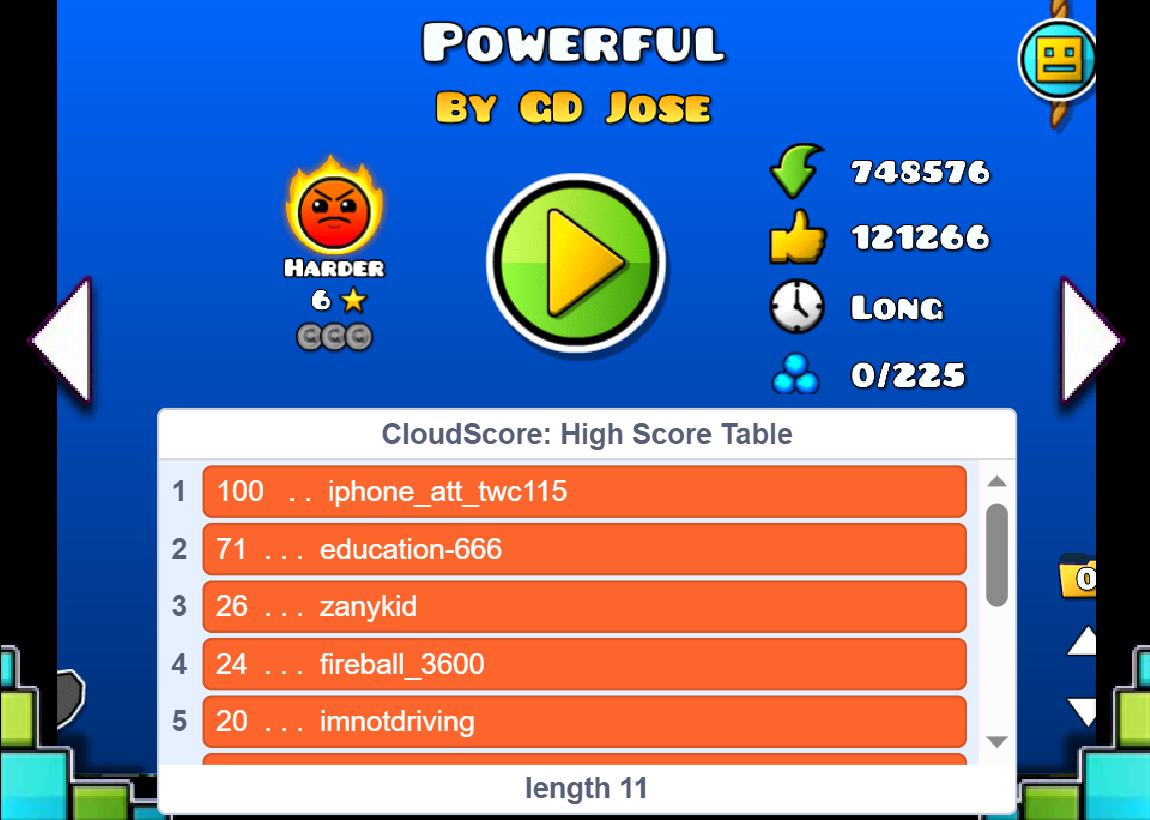 POWERFUL
BY GD JOSE
748576
HARDER
121266
6
LONG
0/225
CloudScore: High Score Table
1 100 . . iphone_att_twc115
2 71 . . . education-666
3 26 . . . zanykid
4 24 . . . fireball_3600
5 20 . . . imnotdriving
length 11